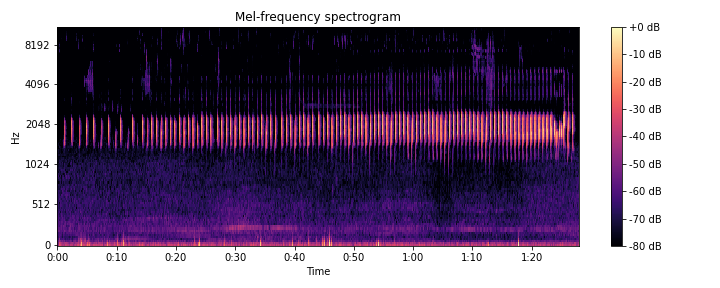 Mel-frequency spectrogram
Hz
8192
4096
2048
1024
512
0
0:00 0:10 0:20 0:30 0:40 0:50 1:00 1:10 1:20
Time
+0 dB
-10 dB
-20 dB
-30 dB
-40 dB
-50 dB
-60 dB
-70 dB
-80 dB